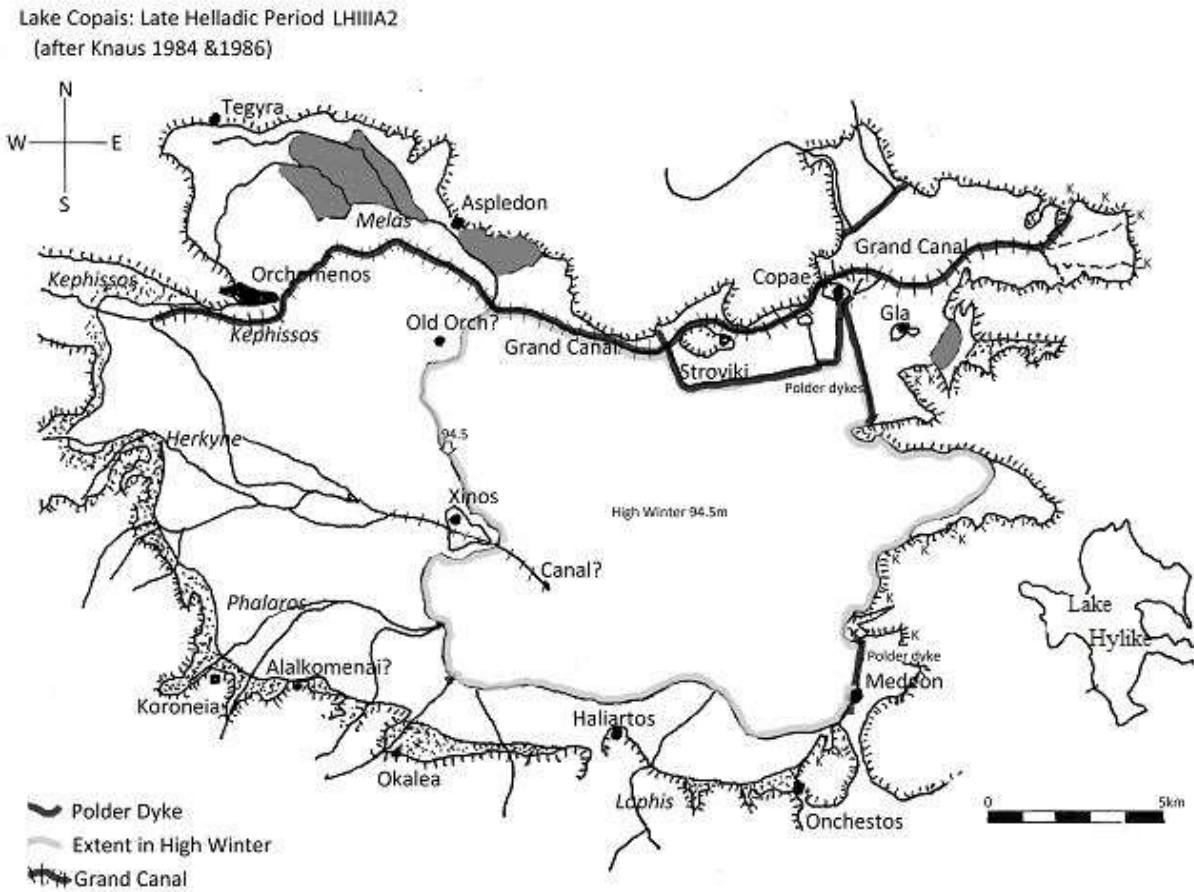 Lake Copais: Late Helladic Period LHIIIA2
(after Knaus 1984 &1986)
N
W E
S
Tegyra
Melas
Aspledon
K
K
K
K
Grand Canal
Kephissos
Orchomenos
Copae
Kephissos
Old Orch?
Gla
Grand Canal
Stroviki
Polder dykes
K
K
Herkyne
94.5
Xinos
High Winter 94.5m
K
K
K
Canal?
K
Phalaros
Lake
Hylike
K
K
Polder dyke
Alalkomenai?
Medeon
Koroneia
Haliartos
K
Okalea
K
Lophis
Onchestos
0 5km
Polder Dyke
Extent in High Winter
Grand Canal